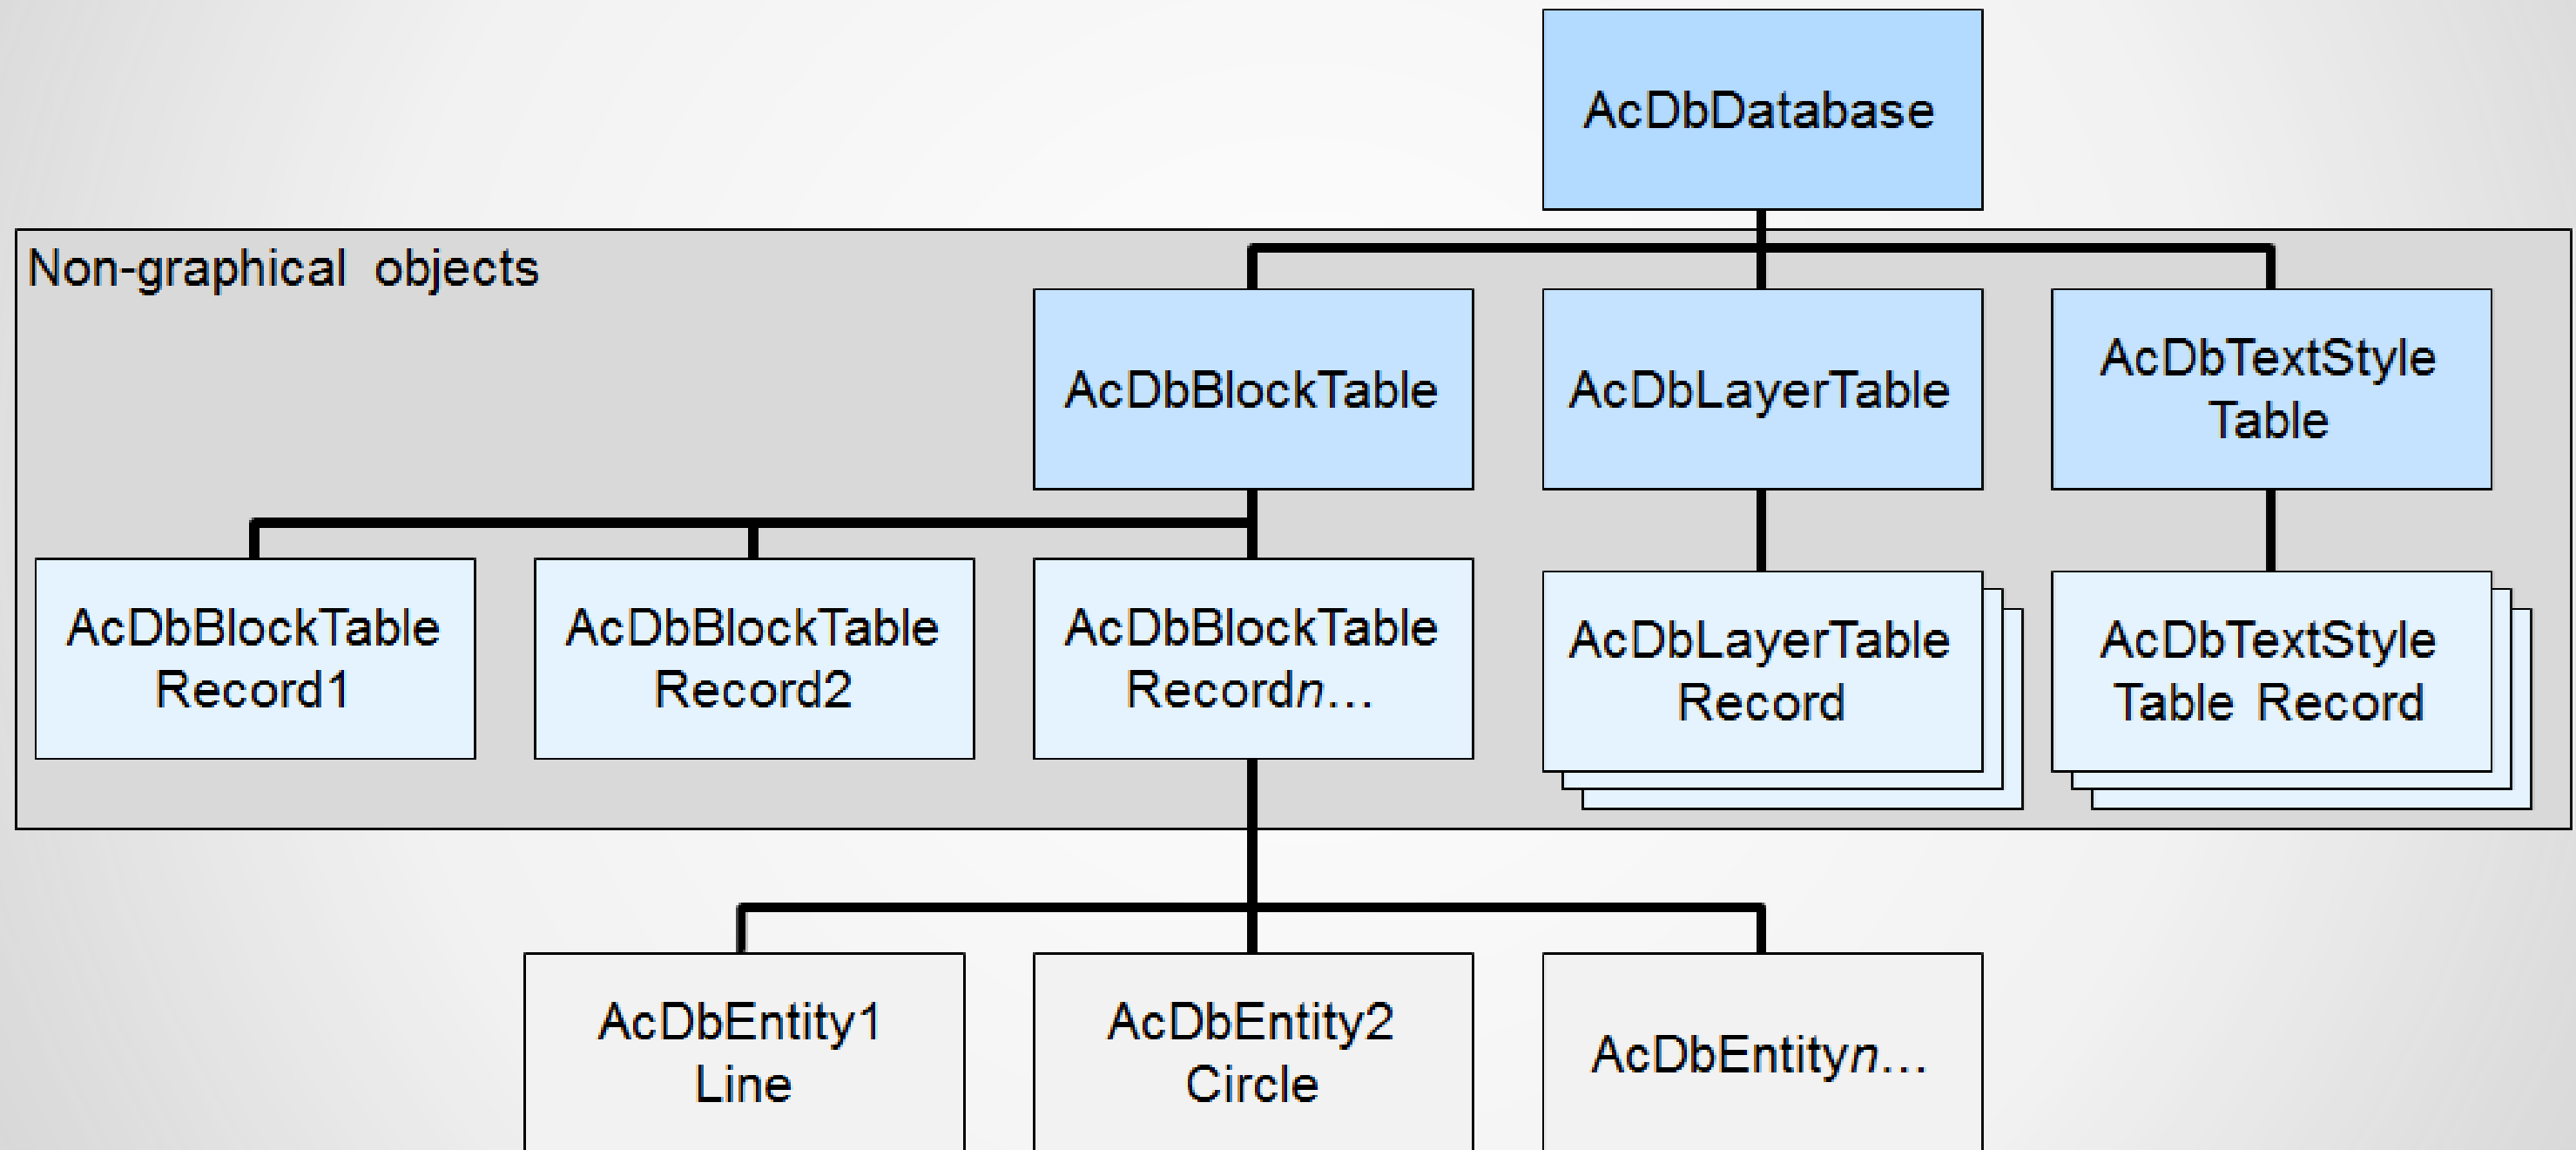 AcDbDatabase
Non-graphical objects
AcDbBlockTable
AcDbLayerTable
AcDbTextStyle
Table
AcDbBlockTable
Record1
AcDbBlockTable
Record2
AcDbBlockTable
Recordn...
AcDbLayerTable
Record
AcDbTextStyle
Table Record
AcDbEntity1
Line
AcDbEntity2
Circle
AcDbEntityn...